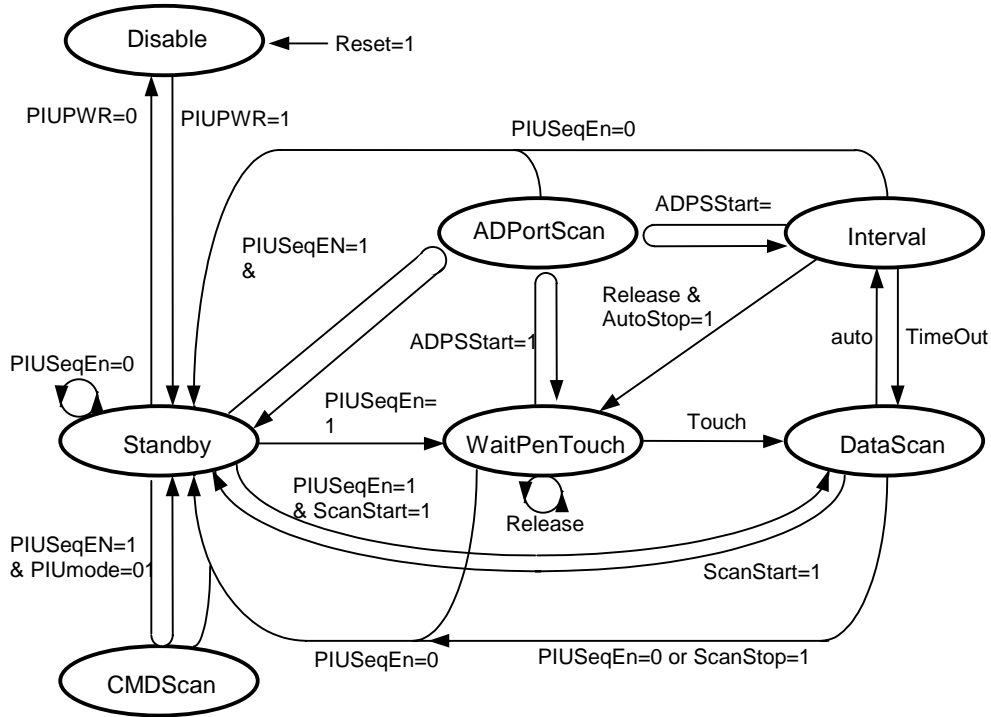 Disable
Reset=1
PIUPWR=0
PIUPWR=1
PIUSeqEn=0
ADPortScan
ADPSStart=
Interval
PIUSeqEN=1
&
Release &
AutoStop=1
ADPSStart=1
auto
TimeOut
PIUSeqEn=0
PIUSeqEn=
1
Standby
WaitPenTouch
Touch
DataScan
PIUSeqEn=1
& ScanStart=1
Release
PIUSeqEN=1
& PIUmode=01
ScanStart=1
PIUSeqEn=0
PIUSeqEn=0 or ScanStop=1
CMDScan